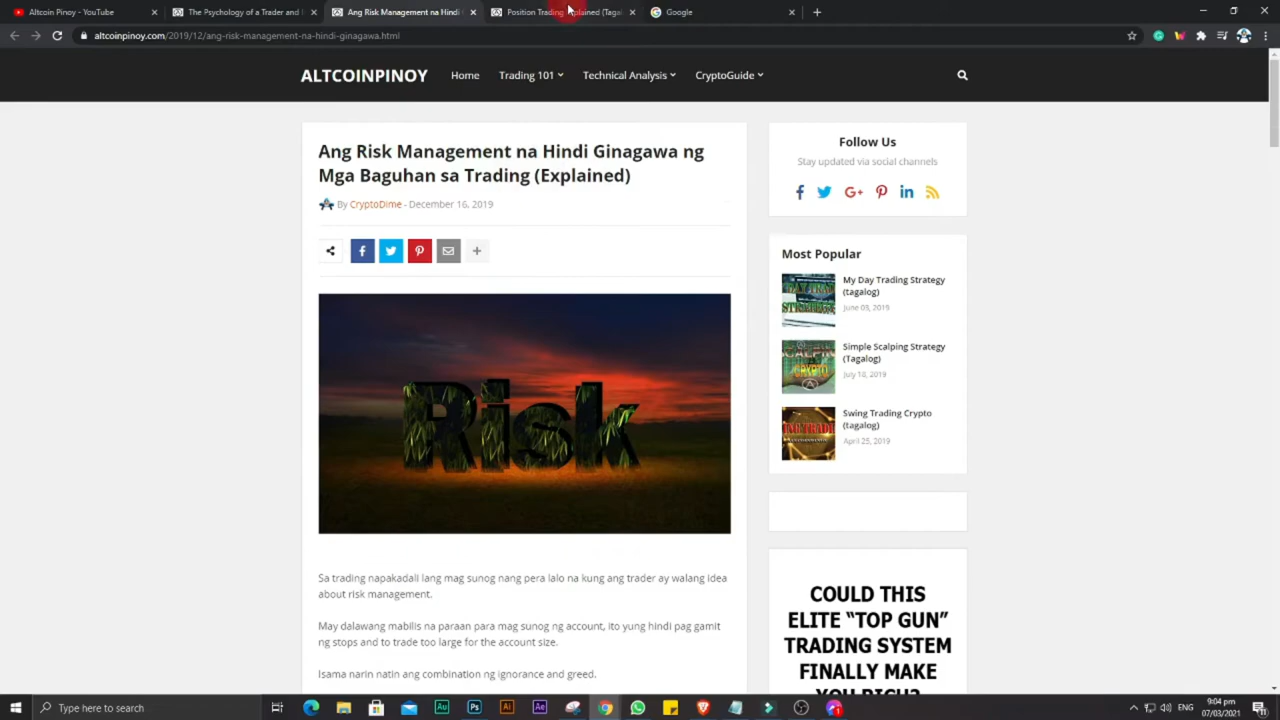 Altcoin Pinoy - YouTube
The Psychology of a Trader and
Ang Risk Management na Hindi
Position Trading Explained (Taga
Google
altcoinpinoy.com/2019/12/ang-risk-management-na-hindi-ginagawa.html
ALTCOINPINOY
Home
Trading 101
Technical Analysis
CryptoGuide
Ang Risk Management na Hindi Ginagawa ng
Mga Baguhan sa Trading (Explained)
By CryptoDime - December 16, 2019
Risk
Sa trading napakadali lang mag sunog nang pera lalo na kung ang trader ay walang idea
about risk management.
May dalawang mabilis na paraan para mag sunog ng account, ito yung hindi pag gamit
ng stops and to trade too large for the account size.
Isama narin natin ang combination ng ignorance and greed.
Follow Us
Stay updated via social channels
Most Popular
My Day Trading Strategy
(tagalog)
June 09, 2019
Simple Scalping Strategy
(Tagalog)
July 18, 2019
Swing Trading Crypto
(tagalog)
April 25, 2019
COULD THIS
ELITE “TOP GUN”
TRADING SYSTEM
FINALLY MAKE
YOU RICH?
Type here to search
ENG
9:04 pm
07/03/2021